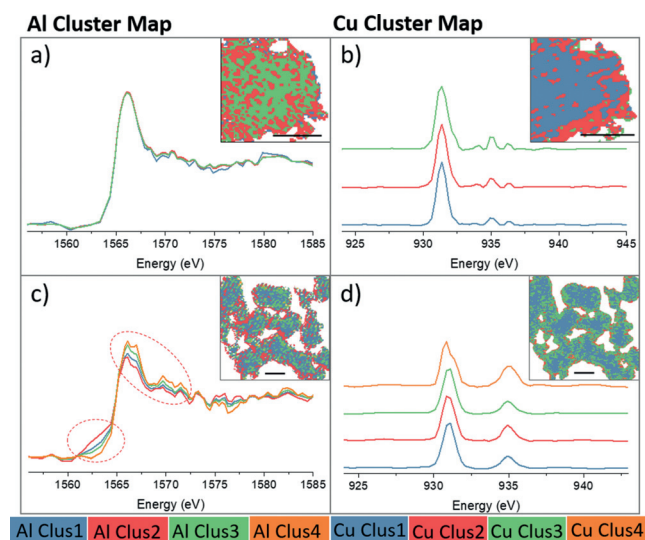 Al Cluster Map
Cu Cluster Map
a)
b)
1560 1565 1570 1575 1580 1585
Energy (eV)
925 930 935 940 945
Energy (eV)
c)
d)
1560 1565 1570 1575 1580 1585
Energy (eV)
925 930 935 940
Energy (eV)
Al Clus1 Al Clus2 Al Clus3 Al Clus4 Cu Clus1 Cu Clus2 Cu Clus3 Cu Clus4